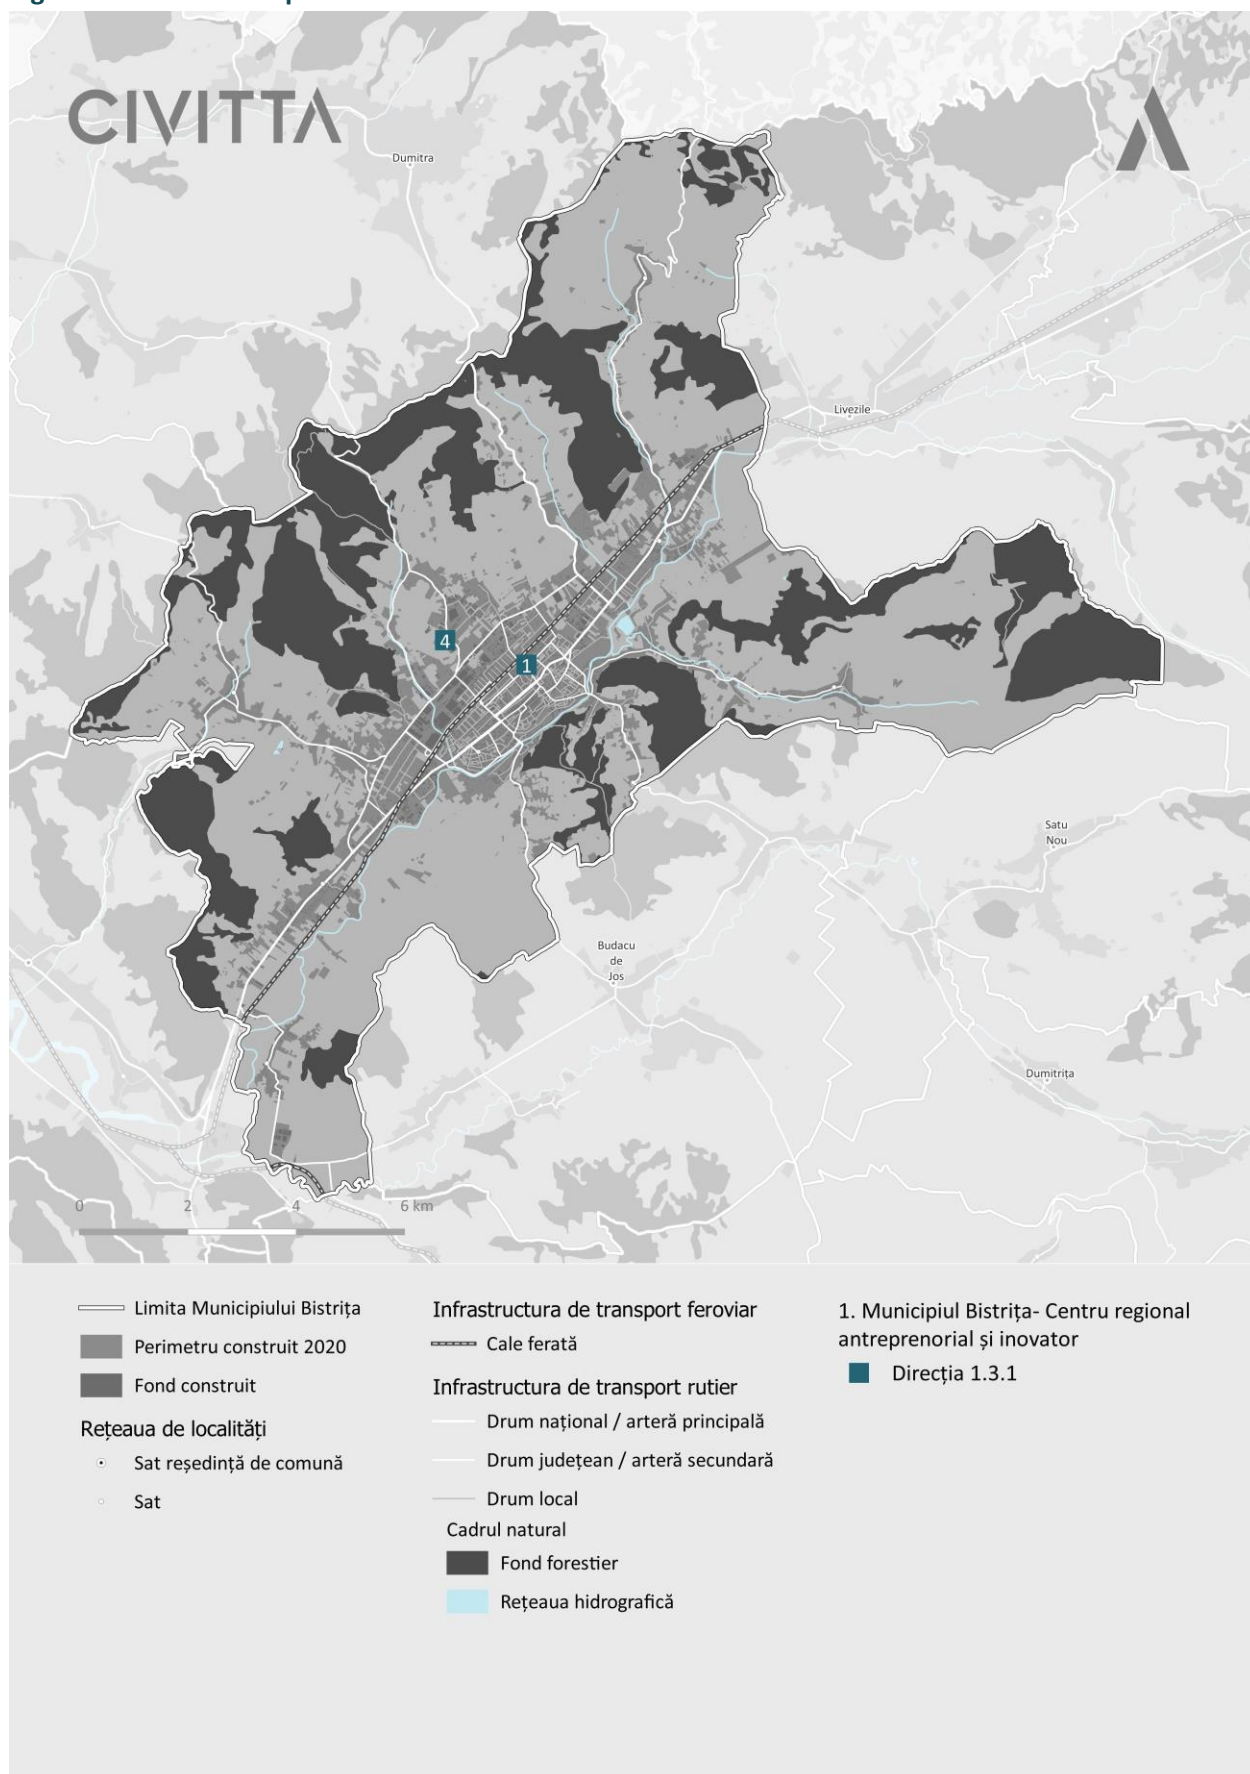 CIVITTA
Dumitra
Livezile
4
1
Satu
Nou
Budacu
de
Jos
Dumitrița
0 2 4 6 km
Limita Municipiului Bistrița
Perimetru construit 2020
Fond construit
Rețeaua de localități
Sat reședință de comună
Sat
Infrastructura de transport feroviar
Cale ferată
Infrastructura de transport rutier
Drum național / arteră principală
Drum județean / arteră secundară
Drum local
Cadrul natural
Fond forestier
Rețeaua hidrografică
1. Municipiul Bistrița- Centru regional
antreprenorial și inovator
Direcția 1.3.1